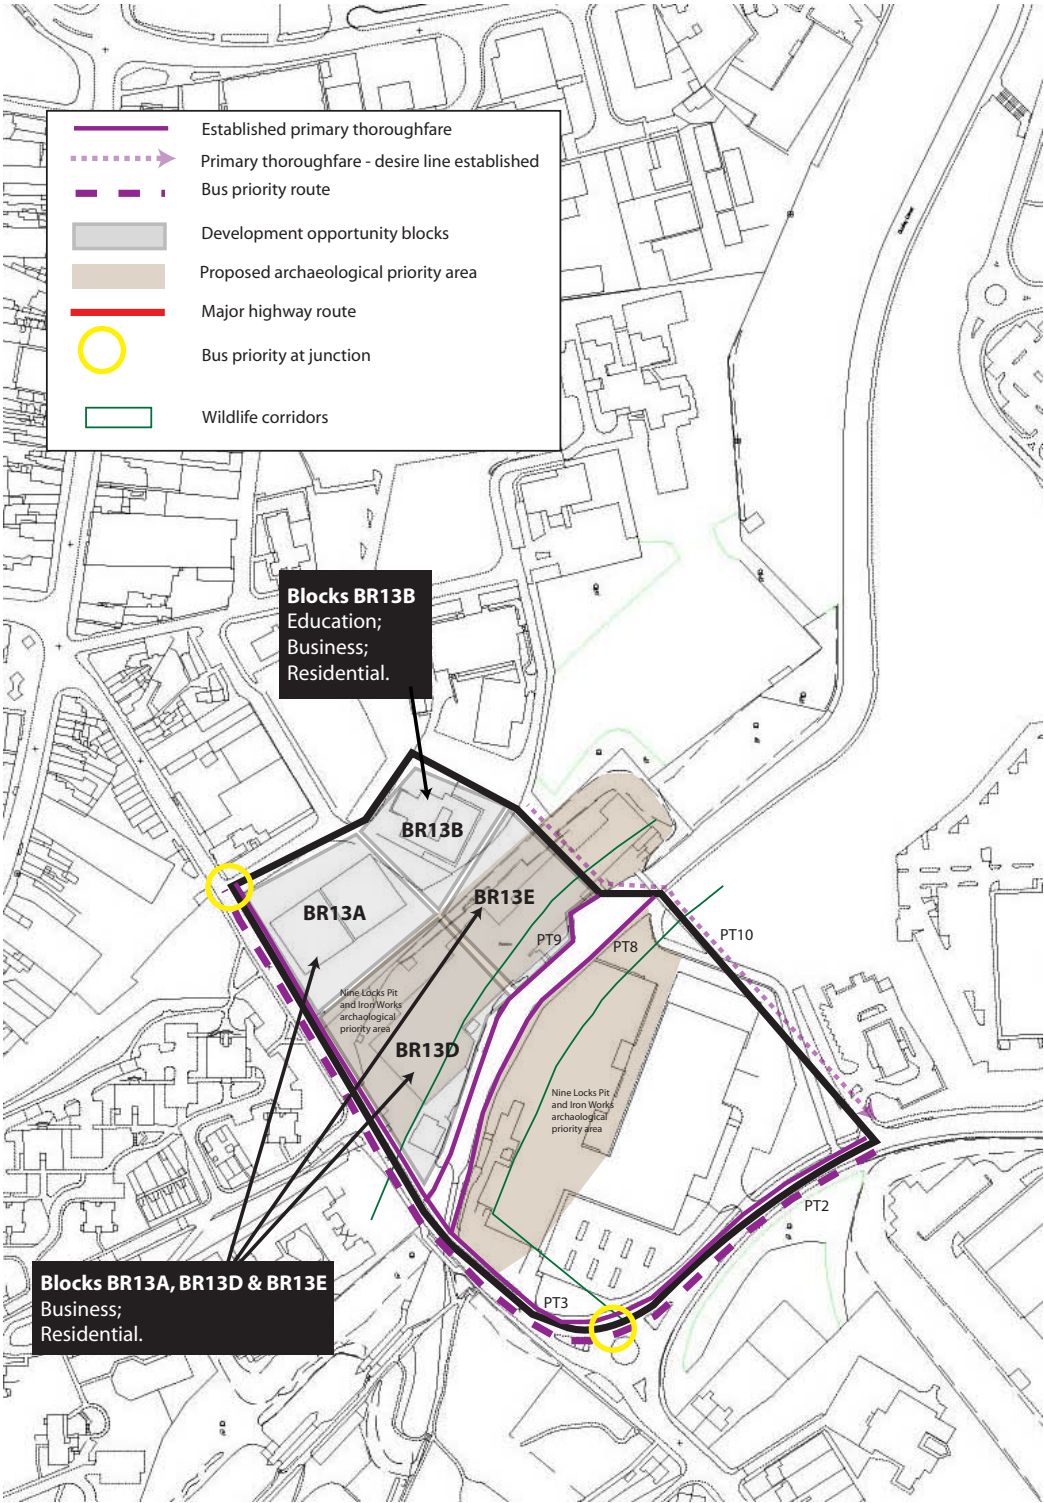 Established primary thoroughfare
Primary thoroughfare - desire line established
Bus priority route
Development opportunity blocks
Proposed archaeological priority area
Major highway route
Bus priority at junction
Wildlife corridors
Blocks BR13B
Education;
Business;
Residential.
BR13B
BR13A
BR13E
PT9
PT8
PT10
Nine Locks Pit
and Iron Works
archaeological
priority area
BR13D
Nine Locks Pit
and Iron Works
archaeological
priority area
PT2
PT3
Blocks BR13A, BR13D & BR13E
Business;
Residential.